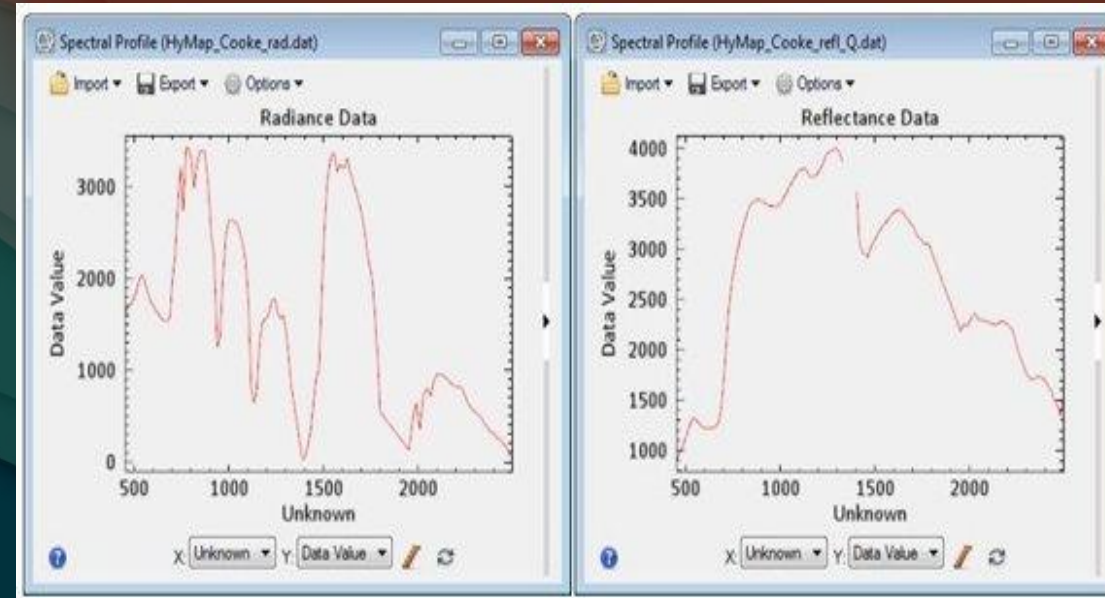 Spectral Profile (HyMap_Cooke_rad.dat)
Import Export Options
Radiance Data
3000
2000
1000
0
Data Value
500 1000 1500 2000
Unknown
X: Unknown Y: Data Value
Spectral Profile (HyMap_Cooke_refl_Q.dat)
Import Export Options
Reflectance Data
4000
3500
3000
2500
2000
1500
1000
Data Value
500 1000 1500 2000
Unknown
X: Unknown Y: Data Value